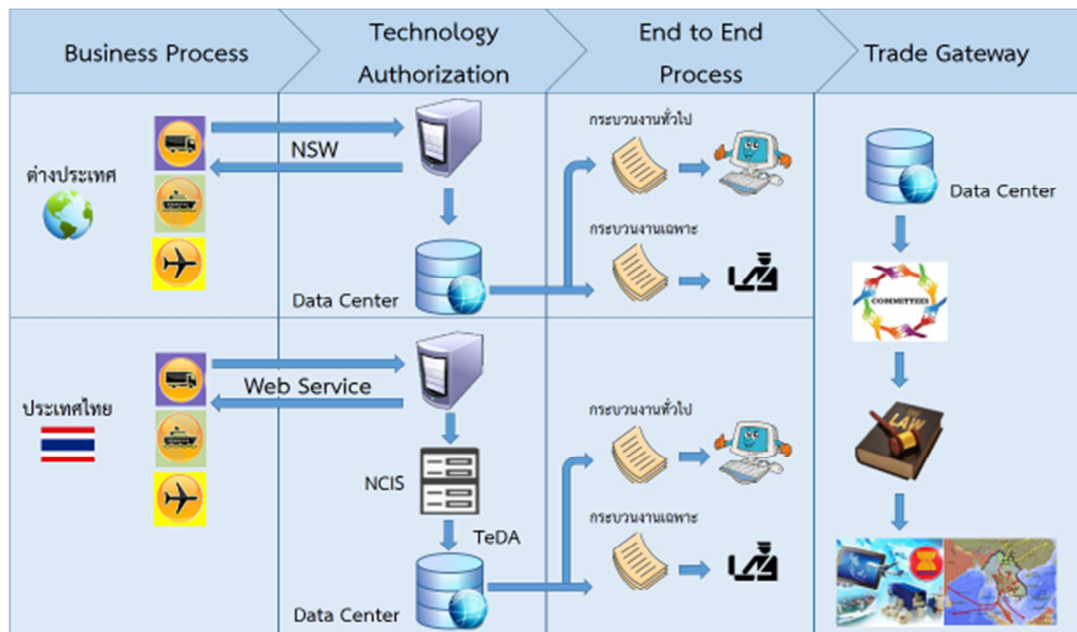 Business Process
Technology
Authorization
End to End
Process
Trade Gateway
ต่างประเทศ
NSW
Data Center
กระบวนงานทั่วไป
กระบวนงานเฉพาะ
ประเทศไทย
Web Service
NCIS
TeDA
Data Center
กระบวนงานทั่วไป
กระบวนงานเฉพาะ
Data Center
COMMITTEES
LAW